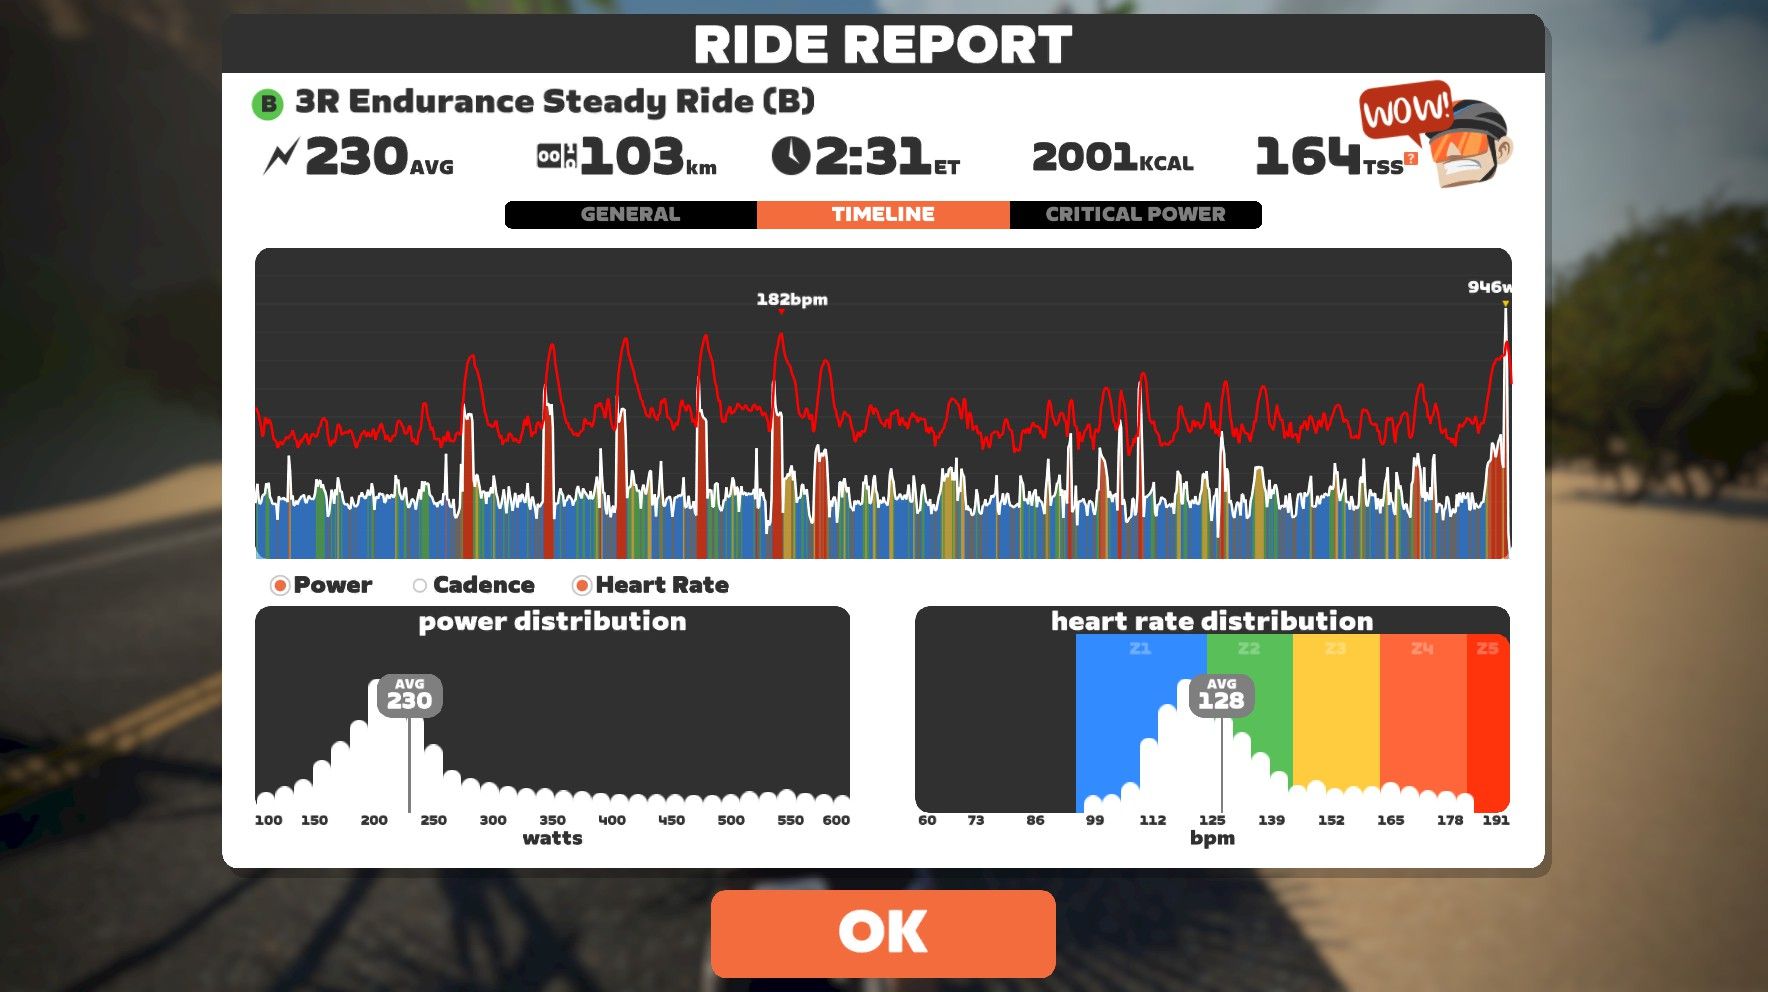 RIDE REPORT
B 3R Endurance Steady Ride (B)
WOW!
230AVG 103km 2:31ET 2001KCAL 164TSS?
GENERAL TIMELINE CRITICAL POWER
946w
182bpm
Power Cadence Heart Rate
power distribution
AVG
230
100 150 200 250 300 350 400 450 500 550 600
watts
heart rate distribution
Z1 Z2 Z3 Z4 Z5
AVG
128
60 73 86 99 112 125 139 152 165 178 191
bpm
OK